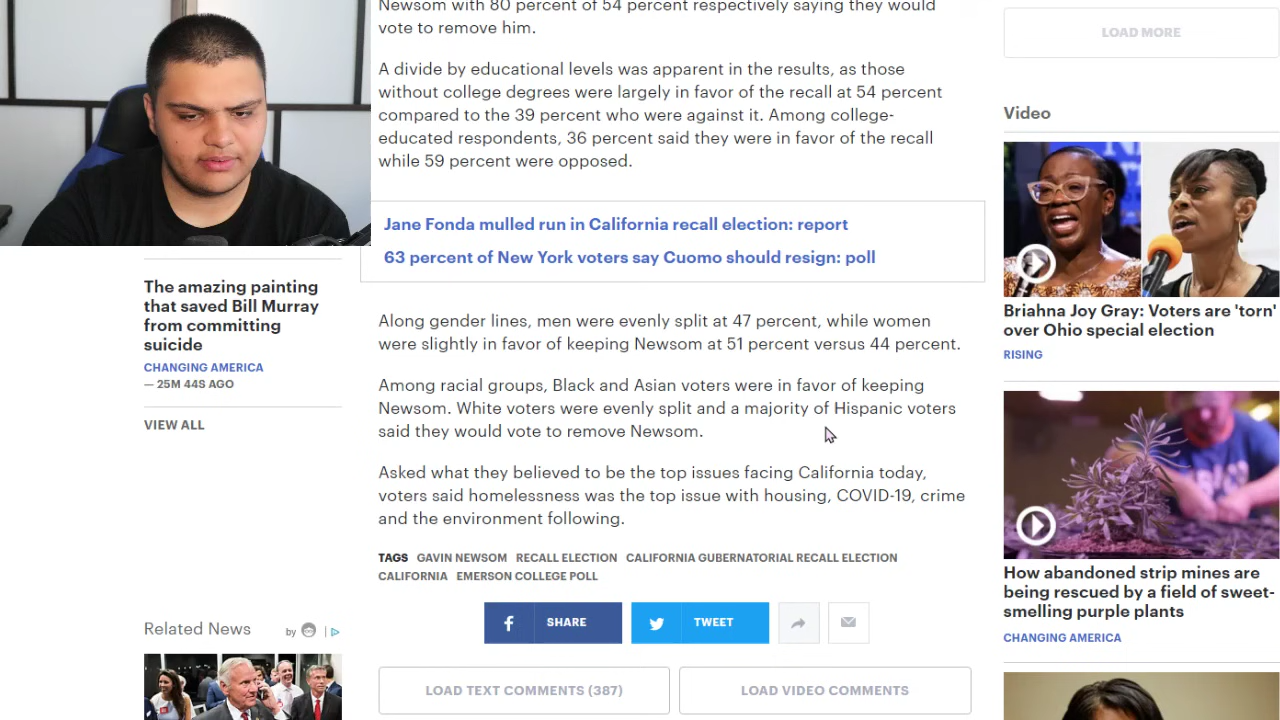 Newsom with 80 percent of 54 percent respectively saying they would
vote to remove him.
A divide by educational levels was apparent in the results, as those
without college degrees were largely in favor of the recall at 54 percent
compared to the 39 percent who were against it. Among college-
educated respondents, 36 percent said they were in favor of the recall
while 59 percent were opposed.
Jane Fonda mulled run in California recall election: report
63 percent of New York voters say Cuomo should resign: poll
Along gender lines, men were evenly split at 47 percent, while women
were slightly in favor of keeping Newsom at 51 percent versus 44 percent.
Among racial groups, Black and Asian voters were in favor of keeping
Newsom. White voters were evenly split and a majority of Hispanic voters
said they would vote to remove Newsom.
Asked what they believed to be the top issues facing California today,
voters said homelessness was the top issue with housing, COVID-19, crime
and the environment following.
TAGS GAVIN NEWSOM RECALL ELECTION CALIFORNIA GUBERNATORIAL RECALL ELECTION
CALIFORNIA EMERSON COLLEGE POLL
SHARE
TWEET
LOAD TEXT COMMENTS (387)
LOAD VIDEO COMMENTS
The amazing painting
that saved Bill Murray
from committing
suicide
CHANGING AMERICA
— 25M 44S AGO
VIEW ALL
Related News
by
LOAD MORE
Video
Briahna Joy Gray: Voters are 'torn'
over Ohio special election
RISING
How abandoned strip mines are
being rescued by a field of sweet-
smelling purple plants
CHANGING AMERICA